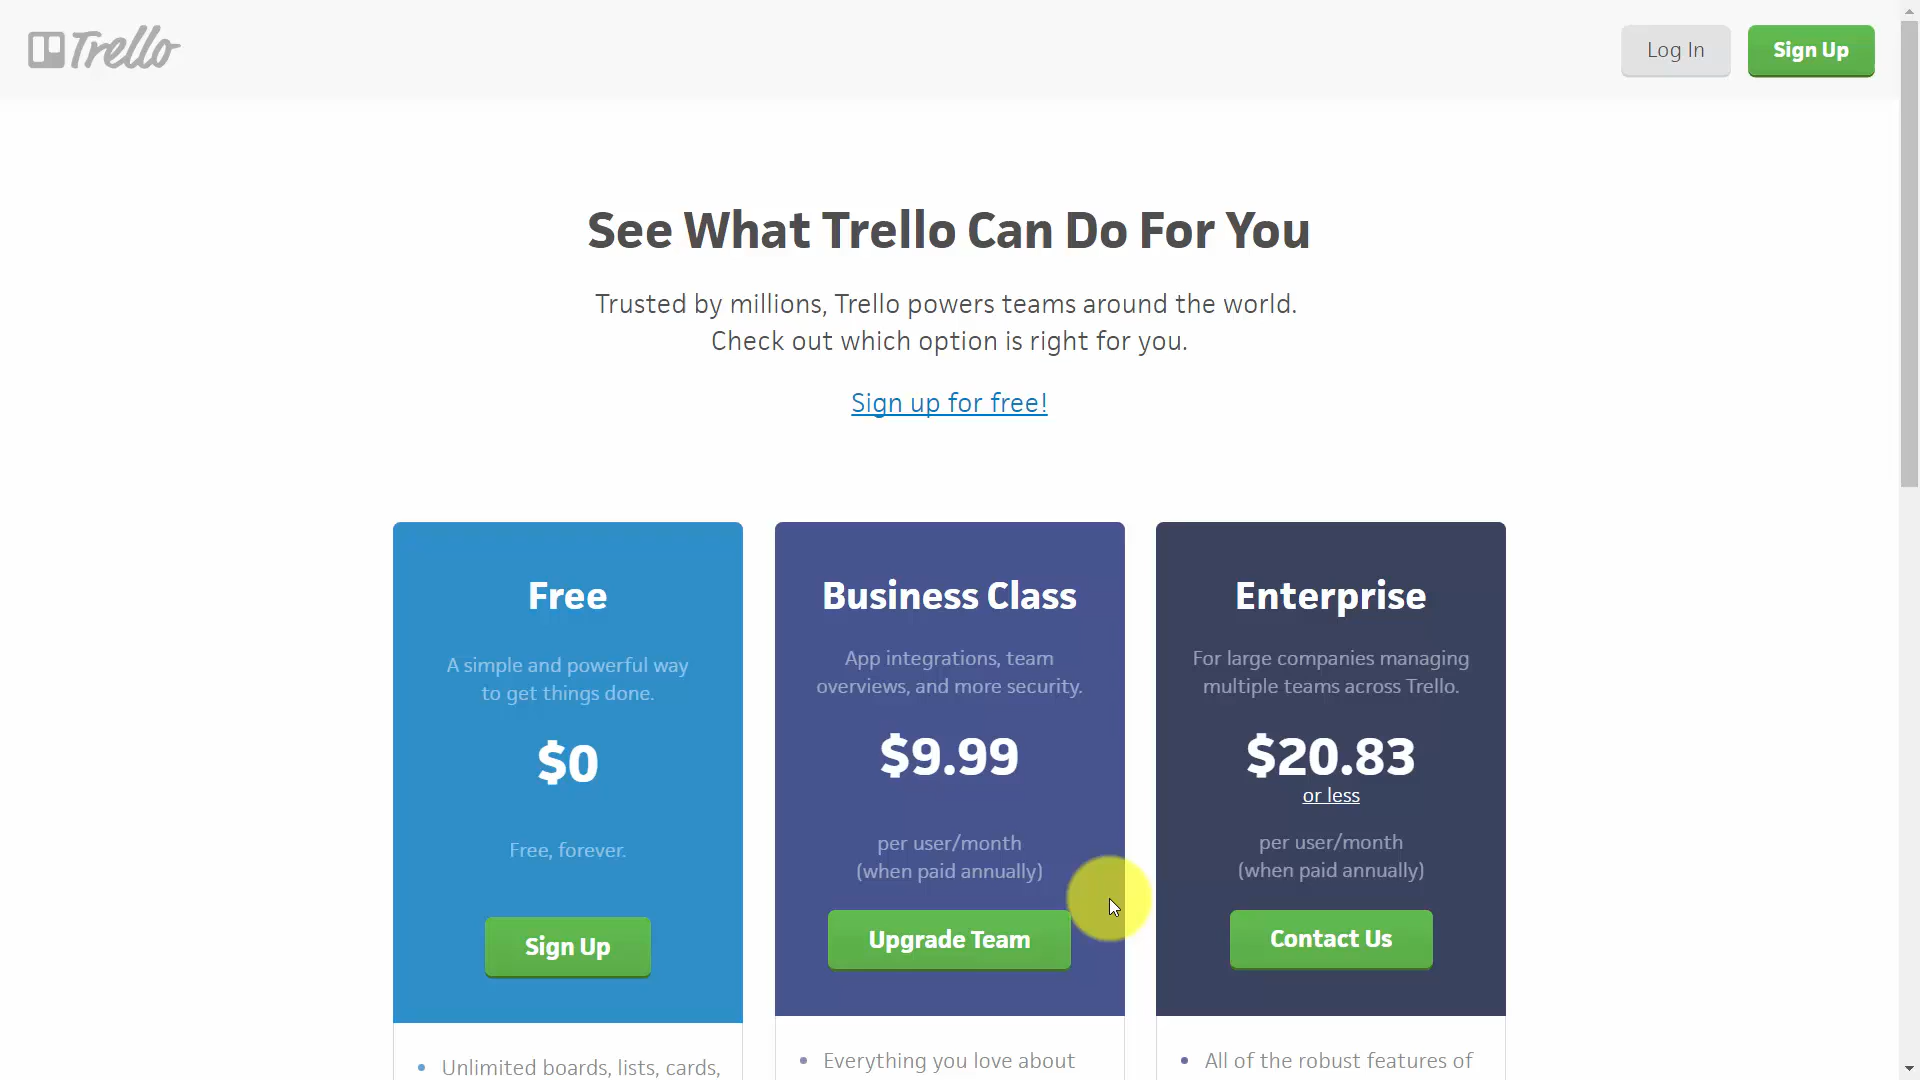 Trello
Log In
Sign Up
See What Trello Can Do For You
Trusted by millions, Trello powers teams around the world.
Check out which option is right for you.
Sign up for free!
Free
A simple and powerful way
to get things done.
$0
Free, forever.
Sign Up
Unlimited boards, lists, cards,
Business Class
App integrations, team
overviews, and more security.
$9.99
per user/month
(when paid annually)
Upgrade Team
Everything you love about
Enterprise
For large companies managing
multiple teams across Trello.
$20.83
or less
per user/month
(when paid annually)
Contact Us
All of the robust features of